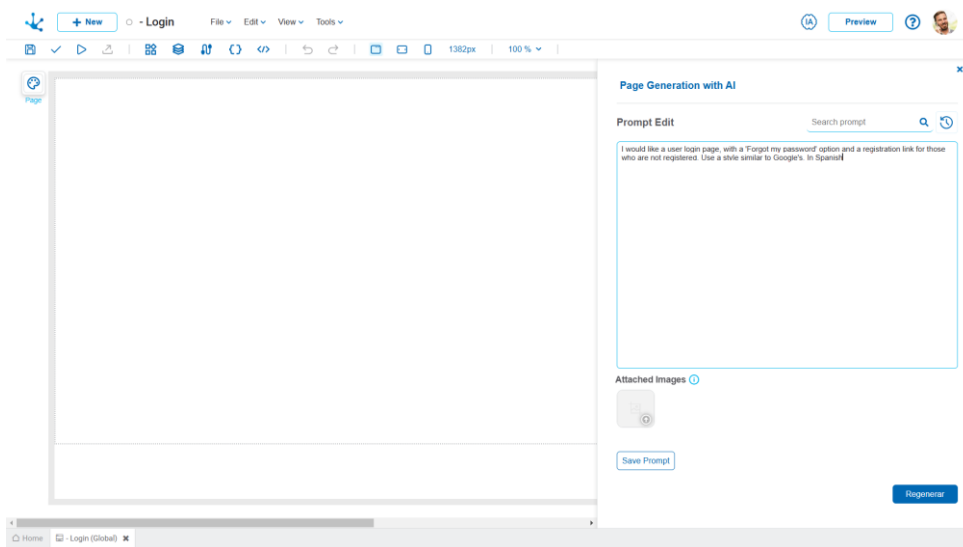 + New
- Login
File
Edit
View
Tools
IA
Preview
?
1382px
100 %
Page
Page Generation with AI
Prompt Edit
Search prompt
I would like a user login page, with a 'Forgot my password' option and a registration link for those
who are not registered. Use a style similar to Google's. In Spanish
Attached Images
Save Prompt
Regenerar
Home
- Login (Global)